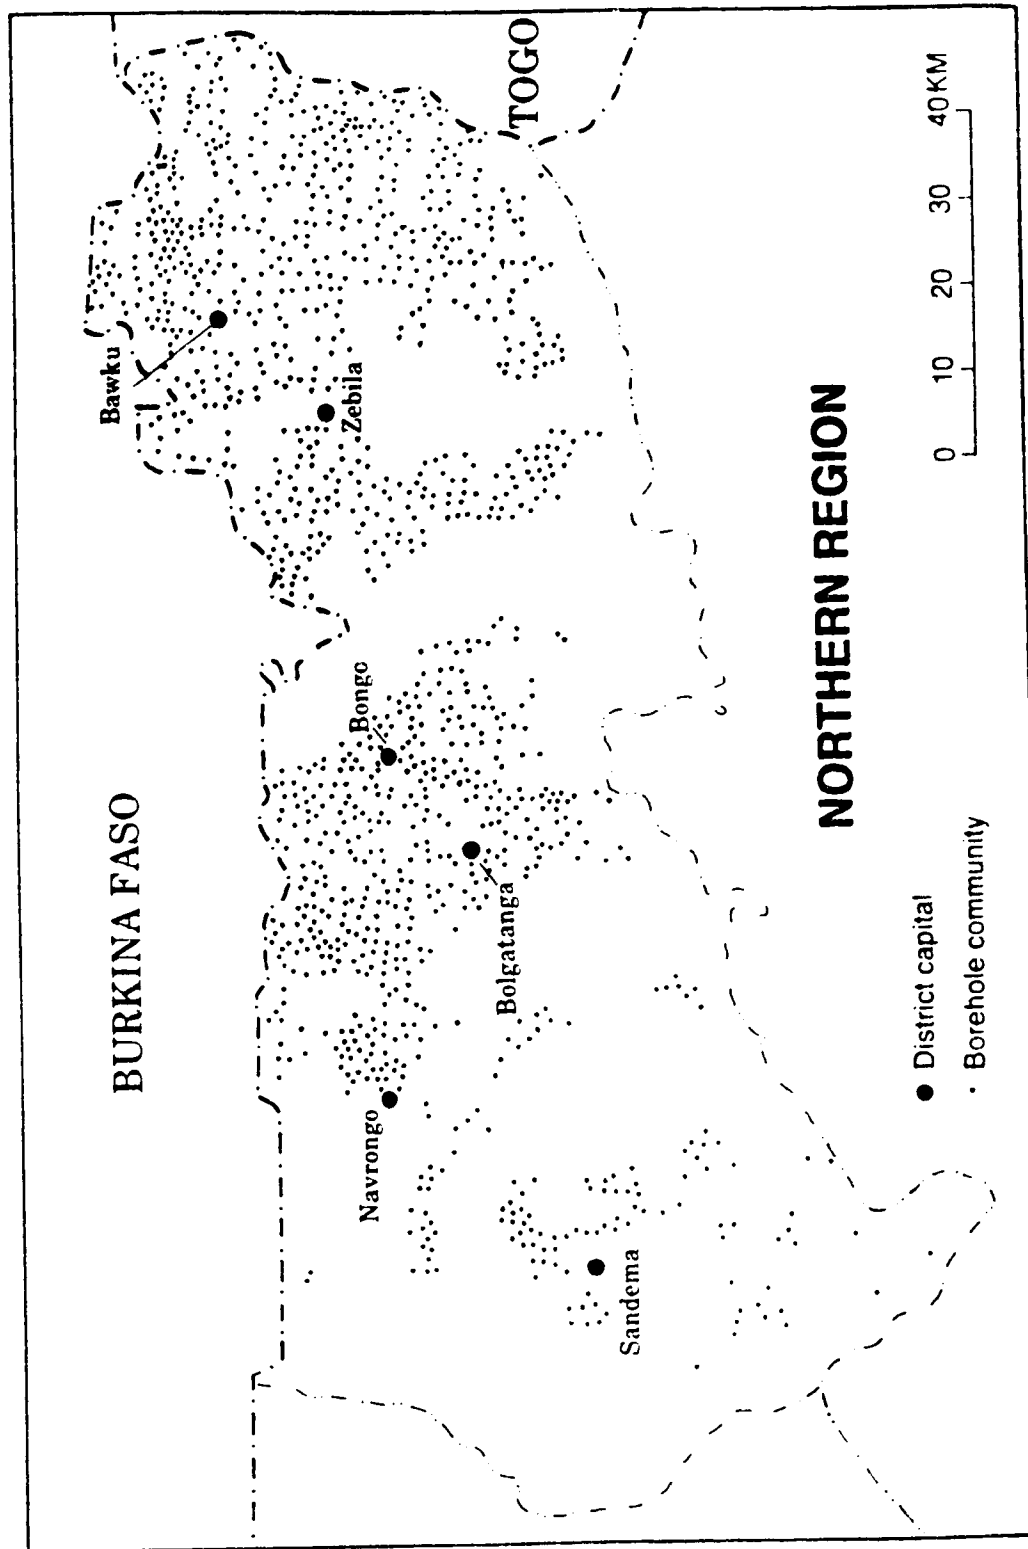 BURKINA FASO
TOGO
Bawku
Zebila
Bongo
Bolgatanga
Navrongo
Sandema
NORTHERN REGION
District capital
Borehole community
0 10 20 30 40KM